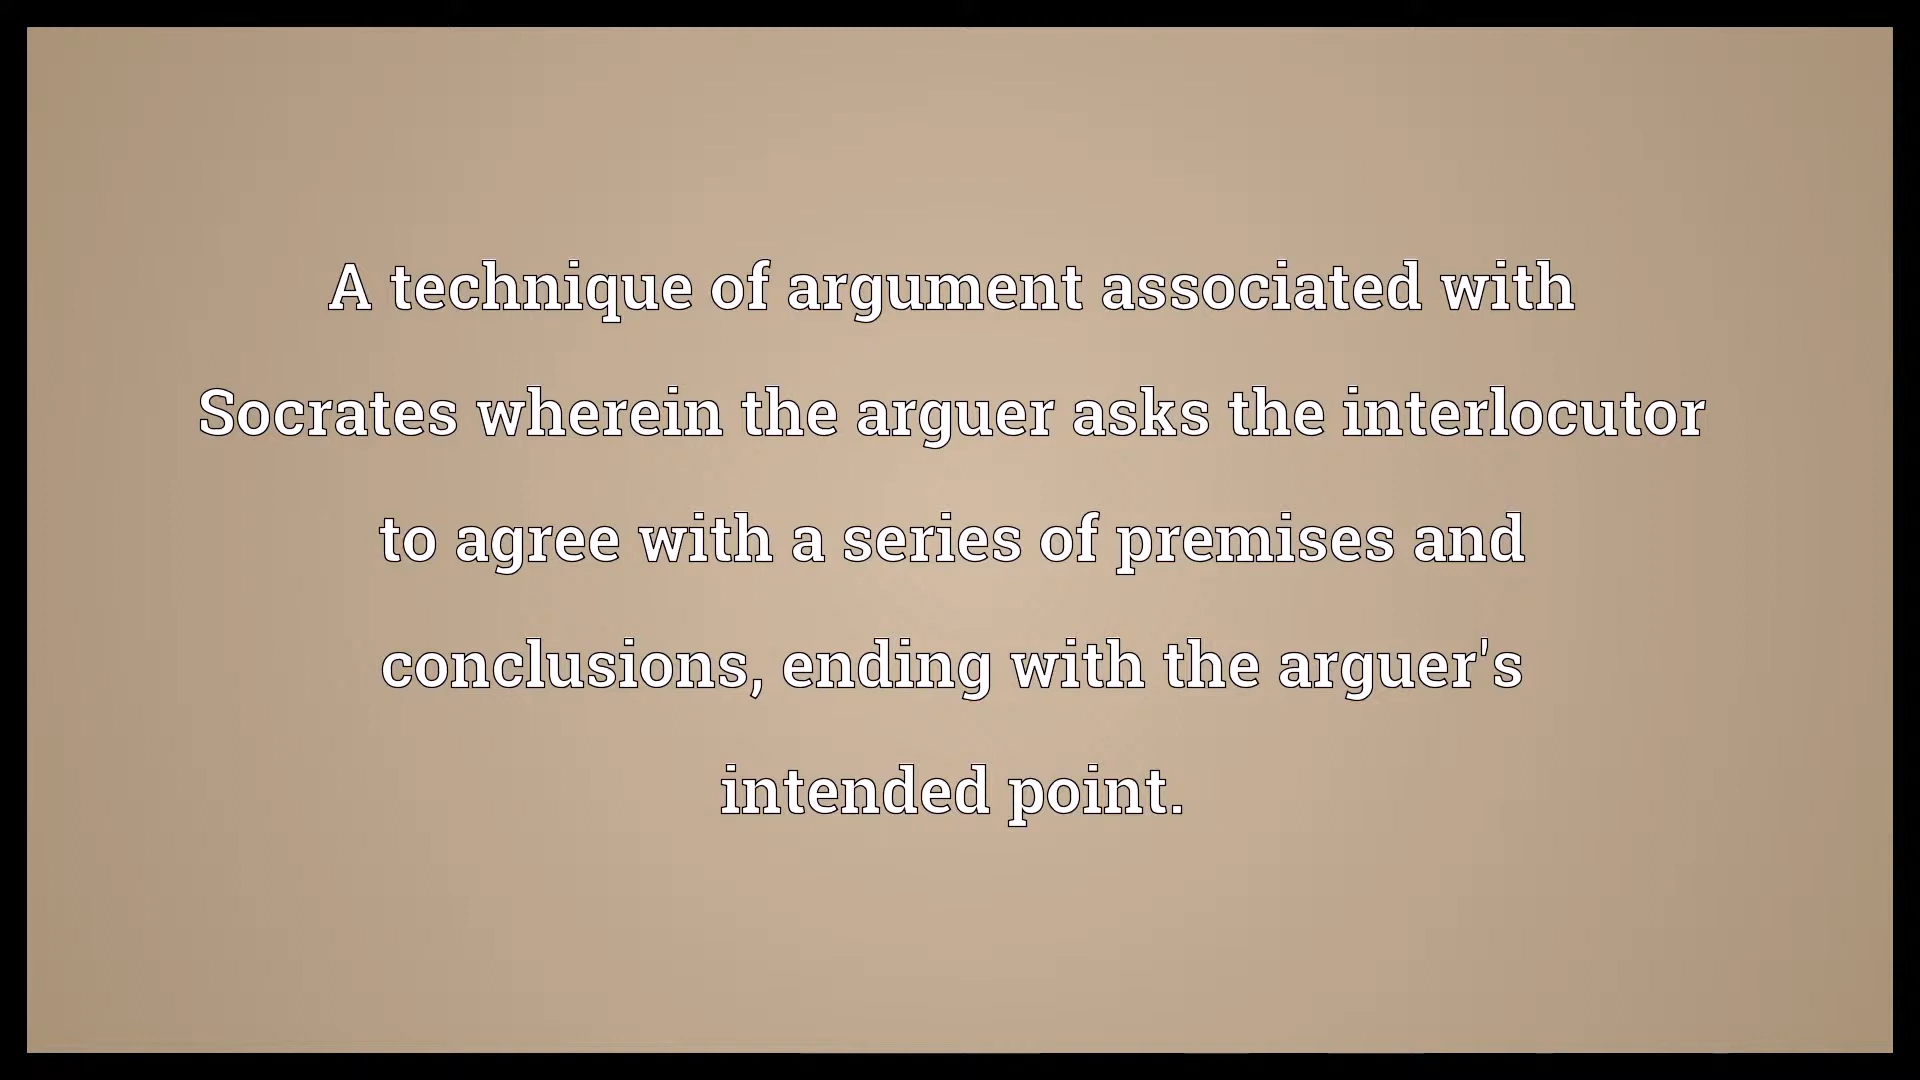 A technique of argument associated with
Socrates wherein the arguer asks the interlocutor
to agree with a series of premises and
conclusions, ending with the arguer's
intended point.